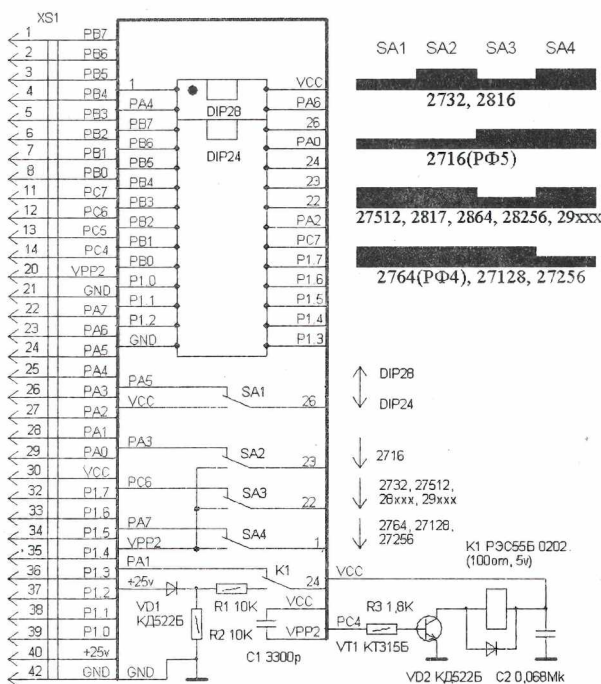 XS1
1 PB7
2 PB6
3 PB5
4 PB4
5 PB3
6 PB2
7 PB1
8 PB0
11 PC7
12 PC6
13 PC5
14 PC4
20 VPP2
21 GND
22 PA7
23 PA6
24 PA5
25 PA4
26 PA3
27 PA2
28 PA1
29 PA0
30 VCC
32 P1.7
33 P1.6
34 P1.5
35 P1.4
36 P1.3
37 P1.2
38 P1.1
39 P1.0
40 +25v
42 GND
1 VCC
PA4 DIP28 PA6
PB7 26
PB6 DIP24 PA0
PB5 24
PB4 23
PB3 22
PB2 PA2
PB1 PC7
PB0 P1.7
P1.0 P1.6
P1.1 P1.5
P1.2 P1.4
GND P1.3
PA5 SA1
VCC 26
PA3 SA2
23
PC6 SA3
22
PA7 SA4
VPP2 1
PA1 K1
+25v 24
VD1 КД522Б
R1 10K
R2 10K
VCC
VPP2
C1 3300p
GND
SA1 SA2 SA3 SA4
2732, 2816
2716(РФ5)
27512, 2817, 2864, 28256, 29xxx
2764(РФ4), 27128, 27256
DIP28
DIP24
2716
2732, 27512,
28xxx, 29xxx
2764, 27128,
27256
K1 РЭС55Б 0202
(100om, 5v)
VCC
PC4
R3 1,8K
VT1 КТ315Б
VD2 КД522Б
C2 0,068Mk